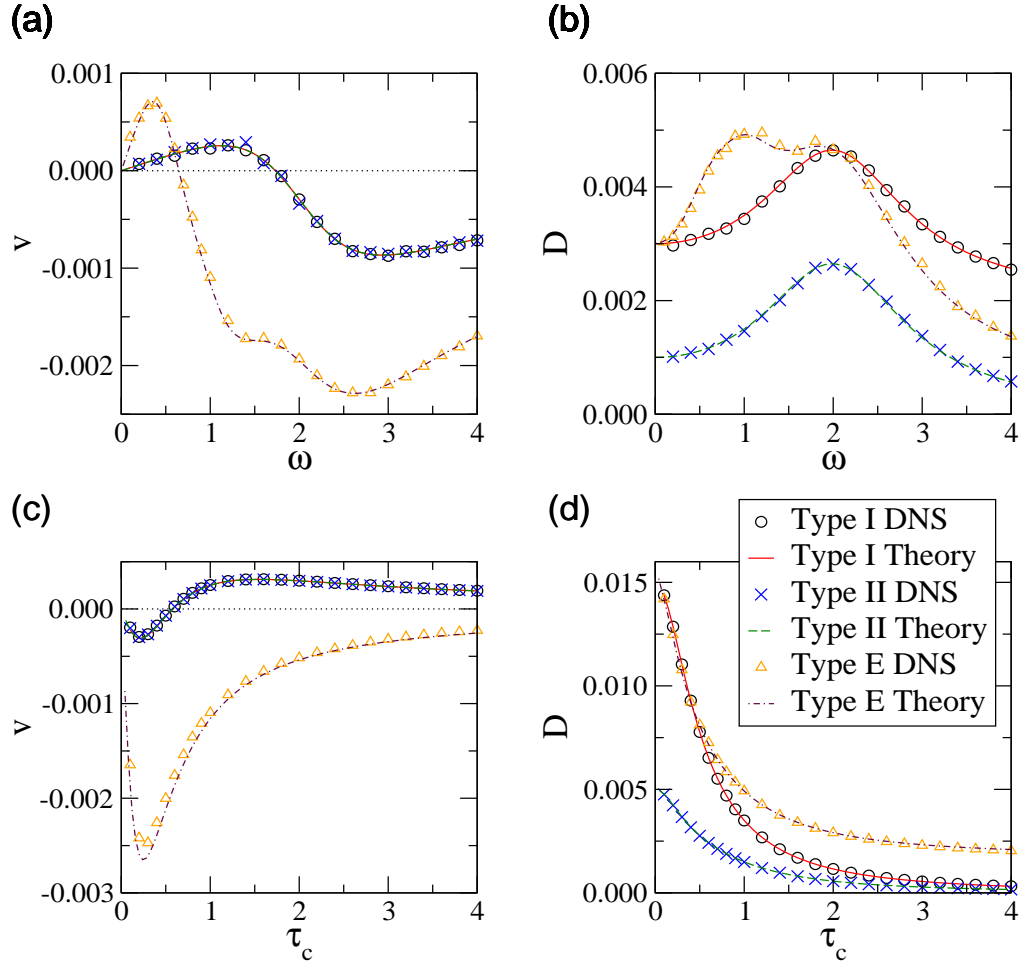 (a)
0.001
0.000
-0.001
-0.002
v
0
1
2
3
4
ω
(b)
0.006
0.004
0.002
0.000
D
0
1
2
3
4
ω
(c)
0.000
-0.001
-0.002
-0.003
v
0
1
2
3
4
τc
(d)
0.015
0.010
0.005
0.000
D
0
1
2
3
4
τc
Type I DNS
Type I Theory
Type II DNS
Type II Theory
Type E DNS
Type E Theory